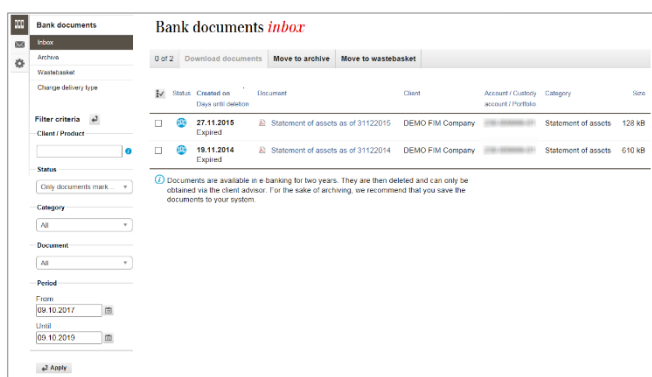 Bank documents
Inbox
Archive
Wastebasket
Change delivery type
Filter criteria
Client / Product
Status
Only documents mark...
Category
All
Document
All
Period
From
09.10.2017
Until
09.10.2019
Apply
Bank documents inbox
0 of 2 Download documents Move to archive Move to wastebasket
Status Created on Document Client Account / Custody Category Size
Days until deletion account / Portfolio
27.11.2015 Statement of assets as of 31122015 DEMO FIM Company Statement of assets 128 kB
Expired
19.11.2014 Statement of assets as of 31122014 DEMO FIM Company Statement of assets 610 kB
Expired
Documents are available in e-banking for two years. They are then deleted and can only be
obtained via the client advisor. For the sake of archiving, we recommend that you save the
documents to your system.